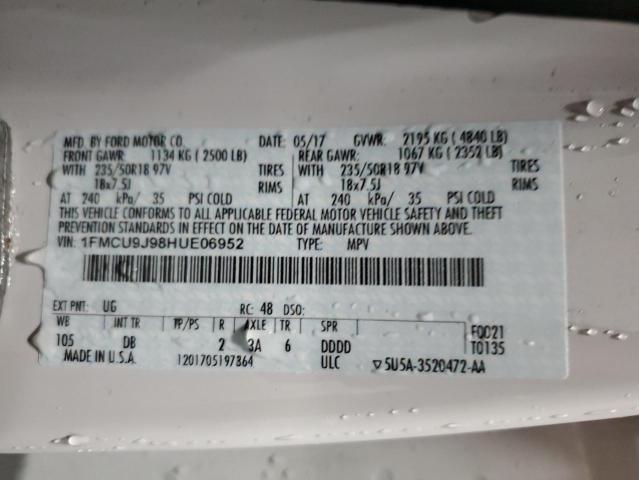 MFD. BY FORD MOTOR CO. DATE: 05/17 GVWR: 2195 KG ( 4840 LB)
FRONT GAWR: 1134 KG ( 2500 LB) REAR GAWR: 1067 KG ( 2352 LB)
WITH 235/50R18 97V TIRES WITH 235/50R18 97V TIRES
18x7.5J RIMS 18x7.5J RIMS
AT 240 kPa/ 35 PSI COLD AT 240 kPa/ 35 PSI COLD
THIS VEHICLE CONFORMS TO ALL APPLICABLE FEDERAL MOTOR VEHICLE SAFETY AND THEFT
PREVENTION STANDARDS IN EFFECT ON THE DATE OF MANUFACTURE SHOWN ABOVE.
VIN: 1FMCU9J98HUE06952 TYPE: MPV
EXT PNT: UG RC: 48 DSO:
WB INT TR TP/PS R AXLE TR SPR F0021
105 DB 2 3A 6 DDDD T0135
MADE IN U.S.A. 1201705197864 ULC ▽5U5A-3520472-AA